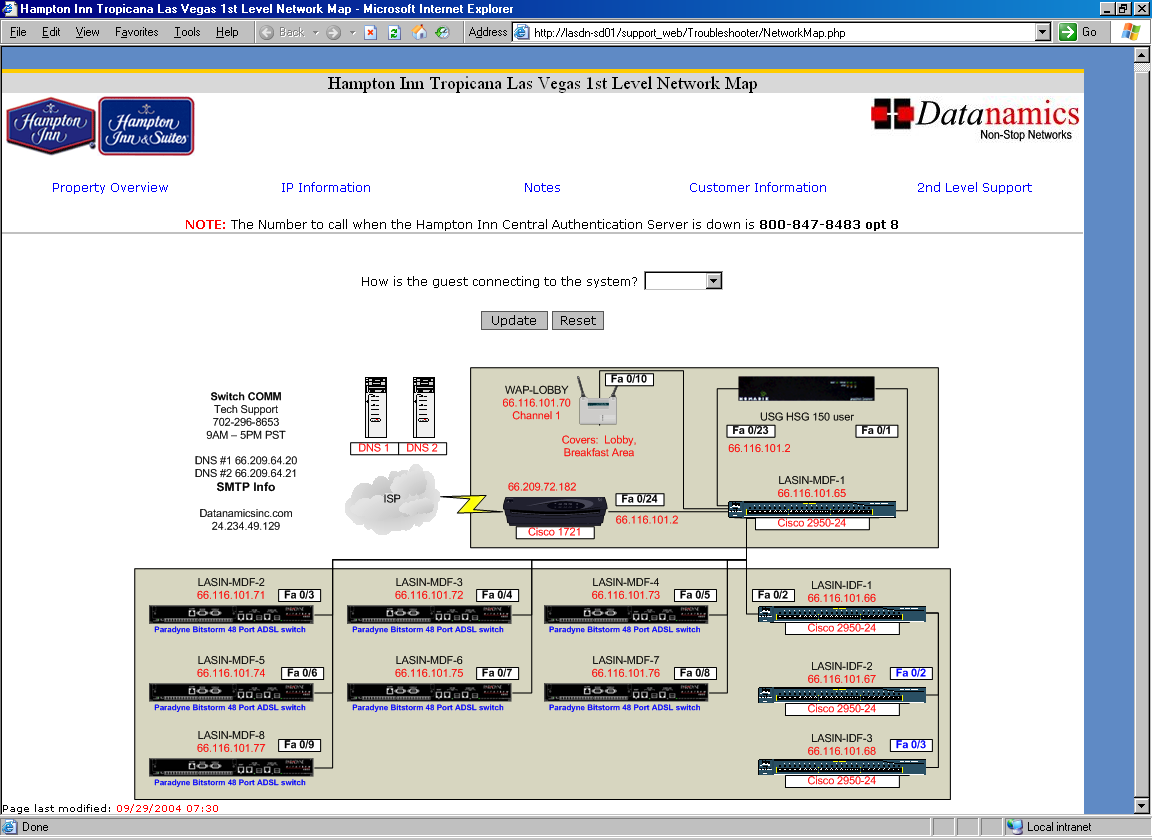 Hampton Inn Tropicana Las Vegas 1st Level Network Map - Microsoft Internet Explorer
File Edit View Favorites Tools Help Back Address http://lasdn-sd01/support_web/Troubleshooter/NetworkMap.php Go
Hampton Inn Tropicana Las Vegas 1st Level Network Map
Hampton Inn
Hampton Inn & Suites
Datanamics
Non-Stop Networks
Property Overview IP Information Notes Customer Information 2nd Level Support
NOTE: The Number to call when the Hampton Inn Central Authentication Server is down is 800-847-8483 opt 8
How is the guest connecting to the system?
Update Reset
Switch COMM
Tech Support
702-296-8653
9AM – 5PM PST
DNS #1 66.209.64.20
DNS #2 66.209.64.21
SMTP Info
Datanamicsinc.com
24.234.49.129
DNS 1 DNS 2
ISP
WAP-LOBBY
66.116.101.70
Channel 1
Fa 0/10
Covers: Lobby,
Breakfast Area
USG HSG 150 user
Fa 0/23 Fa 0/1
66.116.101.2
66.209.72.182
Fa 0/24
66.116.101.2
Cisco 1721
LASIN-MDF-1
66.116.101.65
Cisco 2950-24
LASIN-MDF-2
66.116.101.71 Fa 0/3
Paradyne Bitstorm 48 Port ADSL switch
LASIN-MDF-3
66.116.101.72 Fa 0/4
Paradyne Bitstorm 48 Port ADSL switch
LASIN-MDF-4
66.116.101.73 Fa 0/5
Paradyne Bitstorm 48 Port ADSL switch
LASIN-IDF-1
Fa 0/2 66.116.101.66
Cisco 2950-24
LASIN-MDF-5
66.116.101.74 Fa 0/6
Paradyne Bitstorm 48 Port ADSL switch
LASIN-MDF-6
66.116.101.75 Fa 0/7
Paradyne Bitstorm 48 Port ADSL switch
LASIN-MDF-7
66.116.101.76 Fa 0/8
Paradyne Bitstorm 48 Port ADSL switch
LASIN-IDF-2
66.116.101.67 Fa 0/2
Cisco 2950-24
LASIN-MDF-8
66.116.101.77 Fa 0/9
Paradyne Bitstorm 48 Port ADSL switch
LASIN-IDF-3
66.116.101.68 Fa 0/3
Cisco 2950-24
Page last modified: 09/29/2004 07:30
Done Local intranet